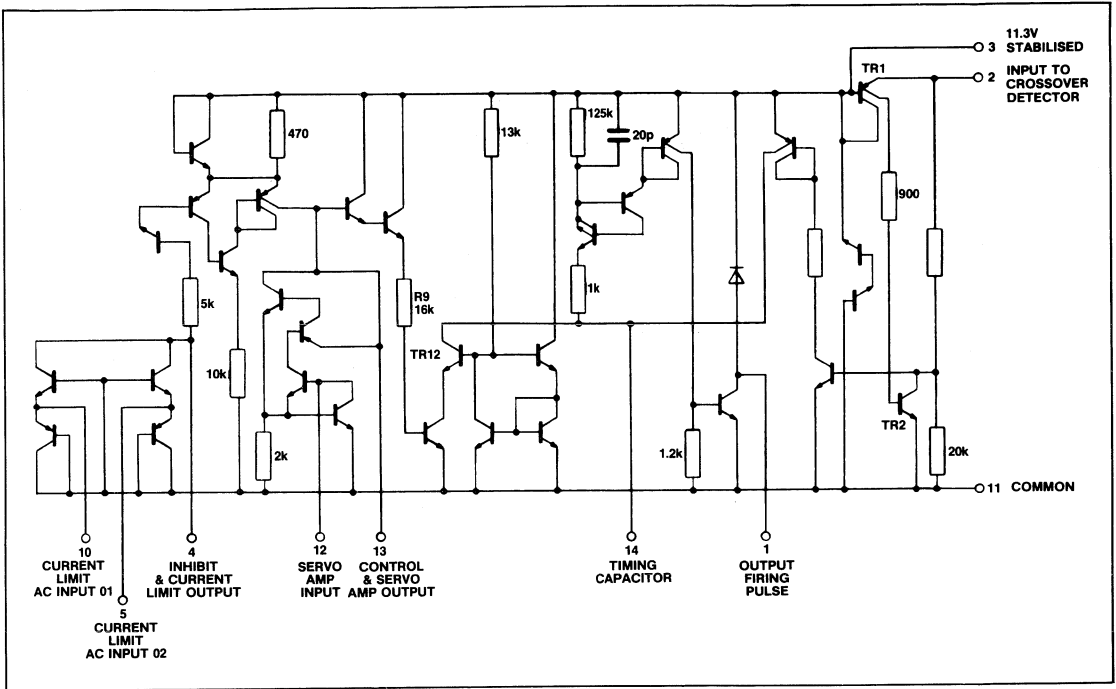 11.3V
3 STABILISED
TR1
2 INPUT TO
CROSSOVER
DETECTOR
470
13k
125k
20p
900
5k
R9
16k
1k
TR12
10k
TR2
2k
1.2k
20k
11 COMMON
10
CURRENT
LIMIT
AC INPUT 01
4
INHIBIT
& CURRENT
LIMIT OUTPUT
12
SERVO
AMP
INPUT
13
CONTROL
& SERVO
AMP OUTPUT
14
TIMING
CAPACITOR
1
OUTPUT
FIRING
PULSE
5
CURRENT
LIMIT
AC INPUT 02